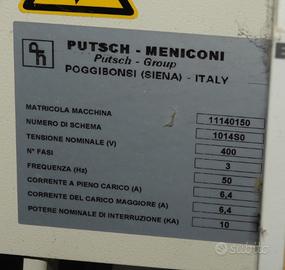 PUTSCH - MENICONI
Putsch - Group
POGGIBONSI (SIENA) - ITALY
MATRICOLA MACCHINA 11140150
NUMERO DI SCHEMA 1014S0
TENSIONE NOMINALE (V) 400
N° FASI 3
FREQUENZA (Hz) 50
CORRENTE A PIENO CARICO (A) 6,4
CORRENTE DEL CARICO MAGGIORE (A) 6,4
POTERE NOMINALE DI INTERRUZIONE (KA) 10
subito